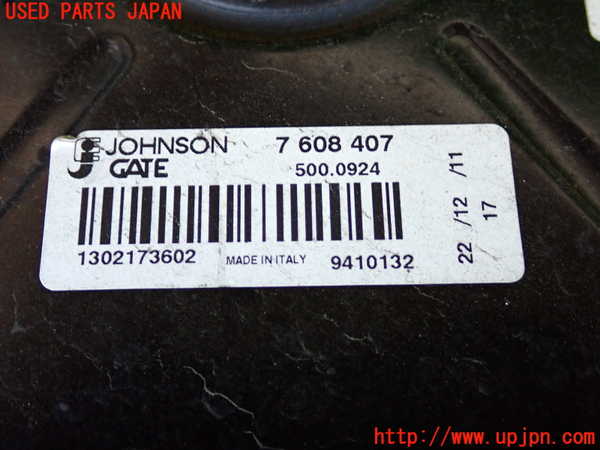 USED PARTS JAPAN
JOHNSON 7 608 407
GATE 500.0924
1302173602 MADE IN ITALY 9410132
22 /12 /11
17
http://www.upjpn.com/